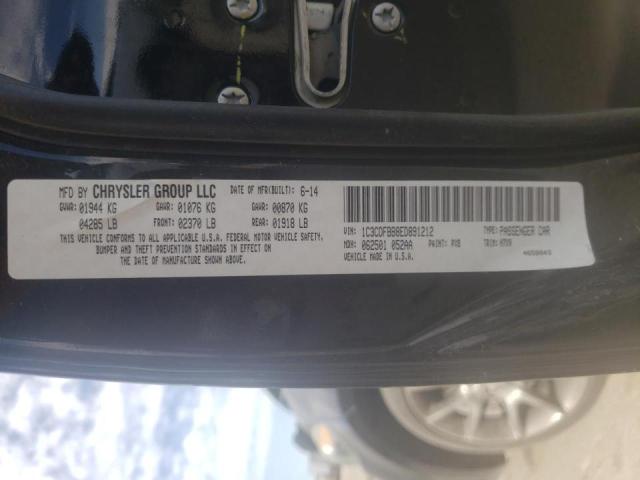 MFD BY CHRYSLER GROUP LLC DATE OF MFR(BUILT): 6-14
GVWR: 01944 KG GAWR: 01076 KG GAWR: 00870 KG
04285 LB FRONT: 02370 LB REAR: 01918 LB
THIS VEHICLE CONFORMS TO ALL APPLICABLE U.S.A. FEDERAL MOTOR VEHICLE SAFETY,
BUMPER AND THEFT PREVENTION STANDARDS IN EFFECT ON
THE DATE OF MANUFACTURE SHOWN ABOVE.
VIN: 1C3CDFBB8ED891212 TYPE: PASSENGER CAR
MDH: 062501 052AA PAINT: PX8 TRIM:
VEHICLE MADE IN U.S.A.